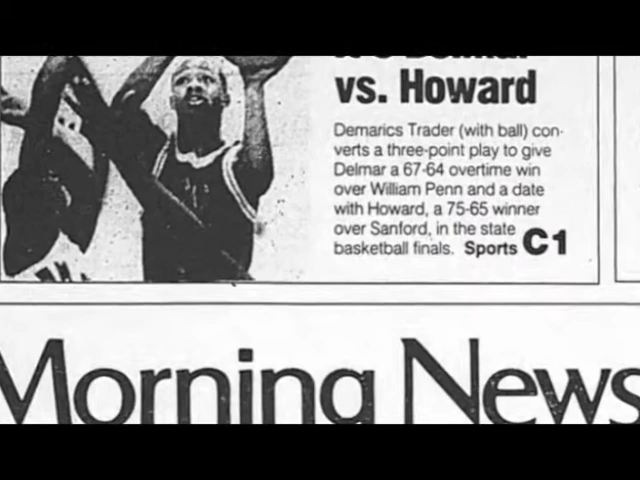 It's Delmar
vs. Howard
Demarics Trader (with ball) con-
verts a three-point play to give
Delmar a 67-64 overtime win
over William Penn and a date
with Howard, a 75-65 winner
over Sanford, in the state
basketball finals. Sports C1
Morning News